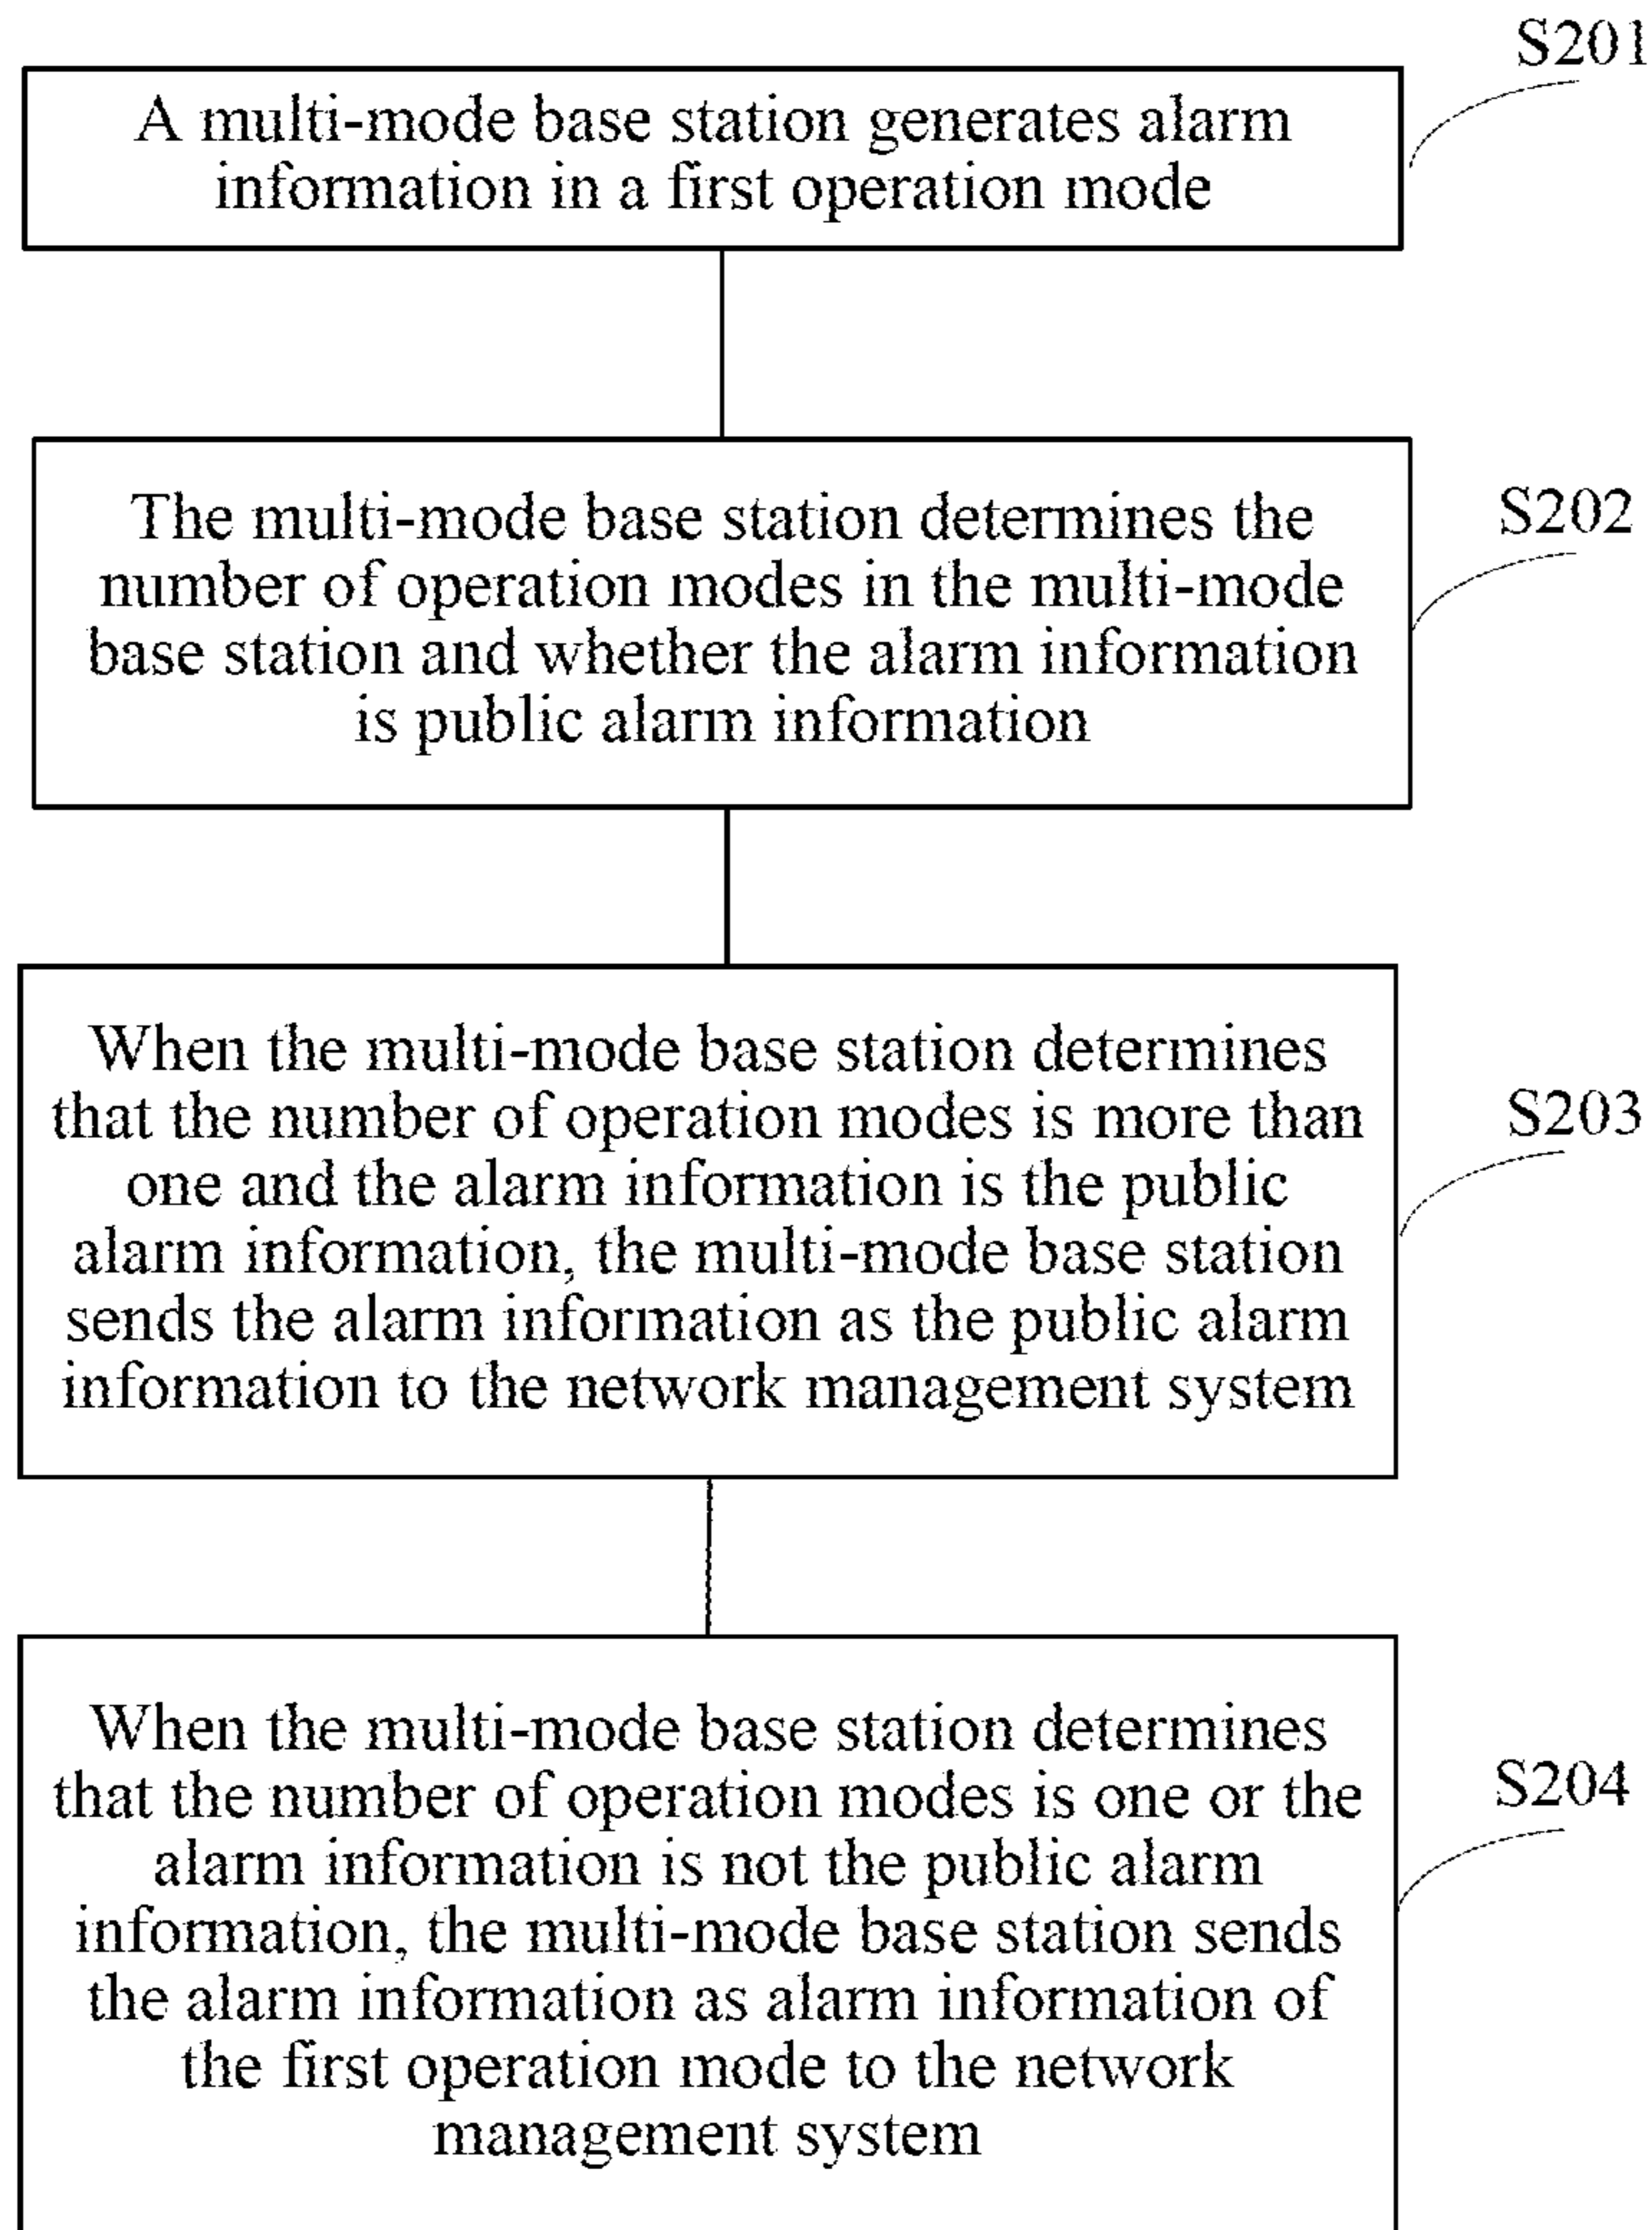 S201
A multi-mode base station generates alarm
information in a first operation mode
S202
The multi-mode base station determines the
number of operation modes in the multi-mode
base station and whether the alarm information
is public alarm information
S203
When the multi-mode base station determines
that the number of operation modes is more than
one and the alarm information is the public
alarm information, the multi-mode base station
sends the alarm information as the public alarm
information to the network management system
S204
When the multi-mode base station determines
that the number of operation modes is one or the
alarm information is not the public alarm
information, the multi-mode base station sends
the alarm information as alarm information of
the first operation mode to the network
management system